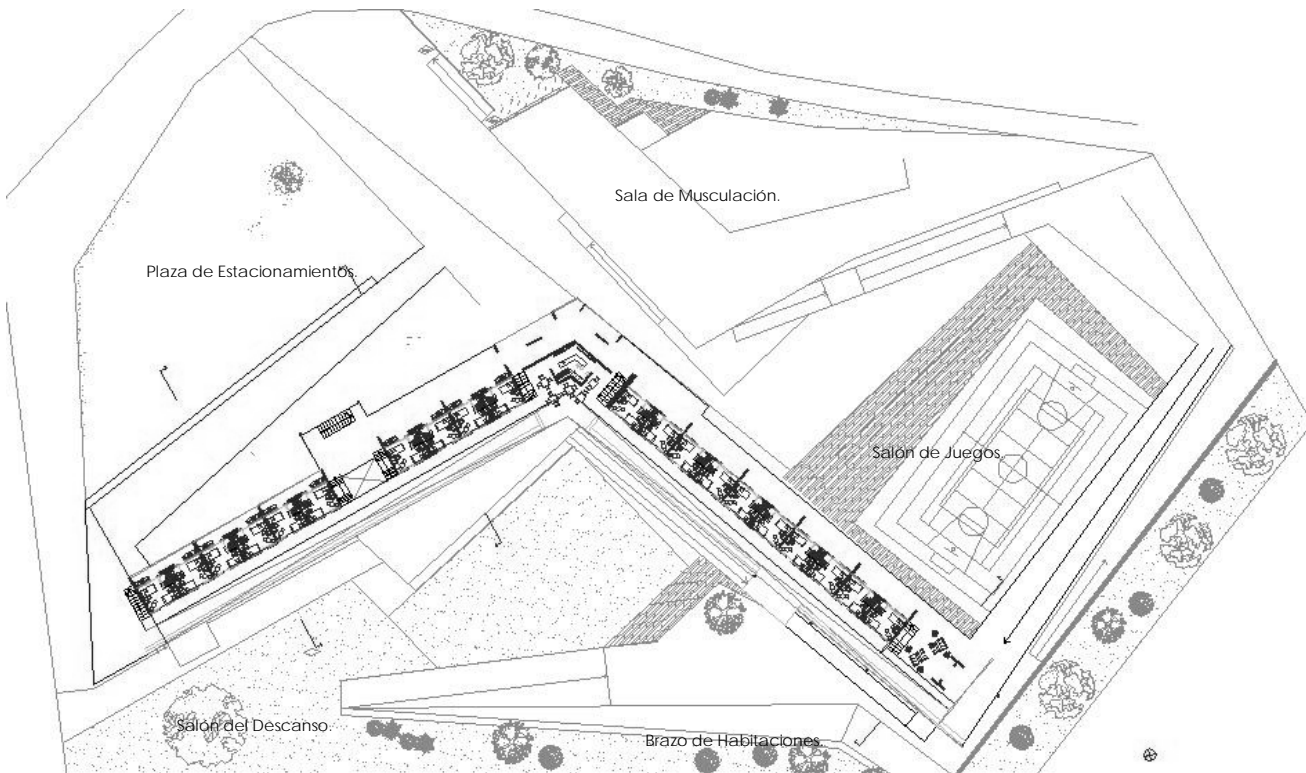 Sala de Musculación.
Plaza de Estacionamientos.
Salón de Juegos.
Salón del Descanso.
Brazo de Habitaciones.